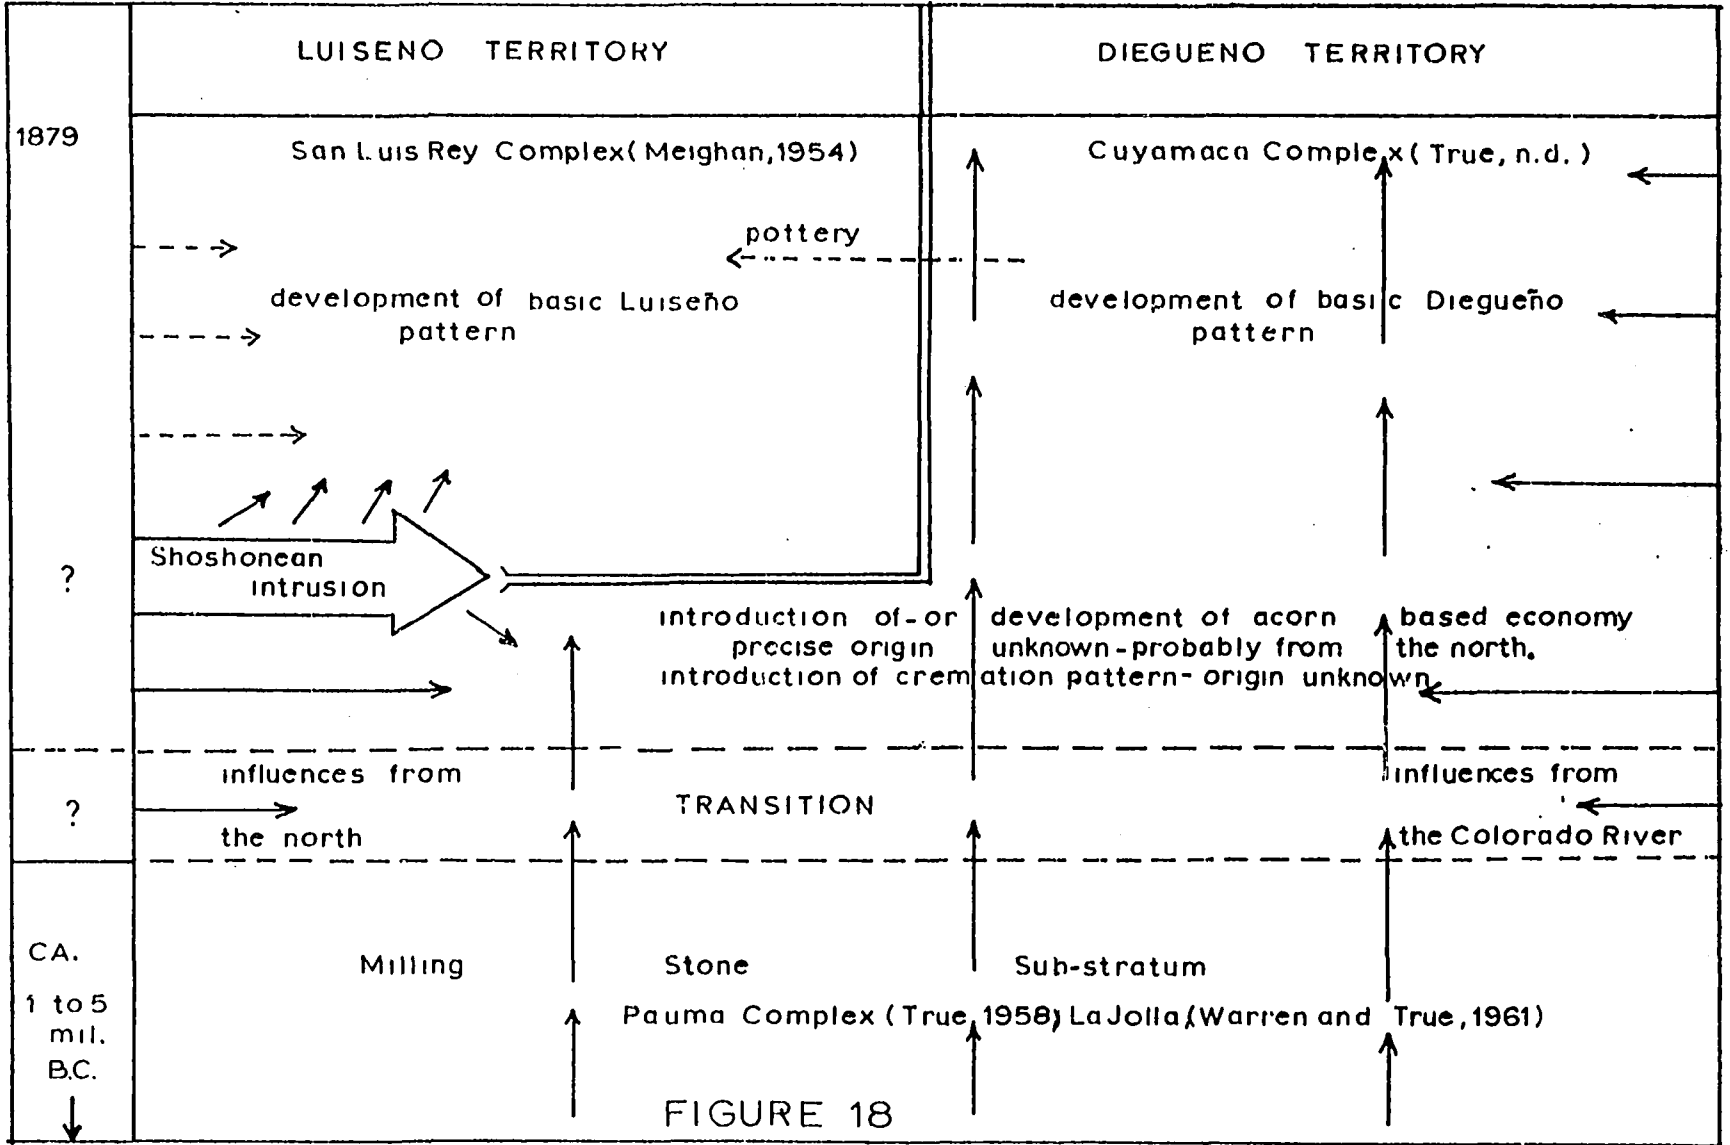 LUISENO TERRITORY
DIEGUENO TERRITORY
1879
San Luis Rey Complex (Meighan, 1954)
Cuyamaca Complex (True, n.d.)
pottery
development of basic Luiseño
pattern
development of basic Diegueño
pattern
Shoshonean
intrusion
?
introduction of-or development of acorn based economy
precise origin unknown-probably from the north.
introduction of cremation pattern-origin unknown
influences from
the north
?
TRANSITION
influences from
the Colorado River
CA.
1 to 5
mil.
B.C.
Milling Stone Sub-stratum
Pauma Complex (True, 1958) La Jolla (Warren and True, 1961)
FIGURE 18